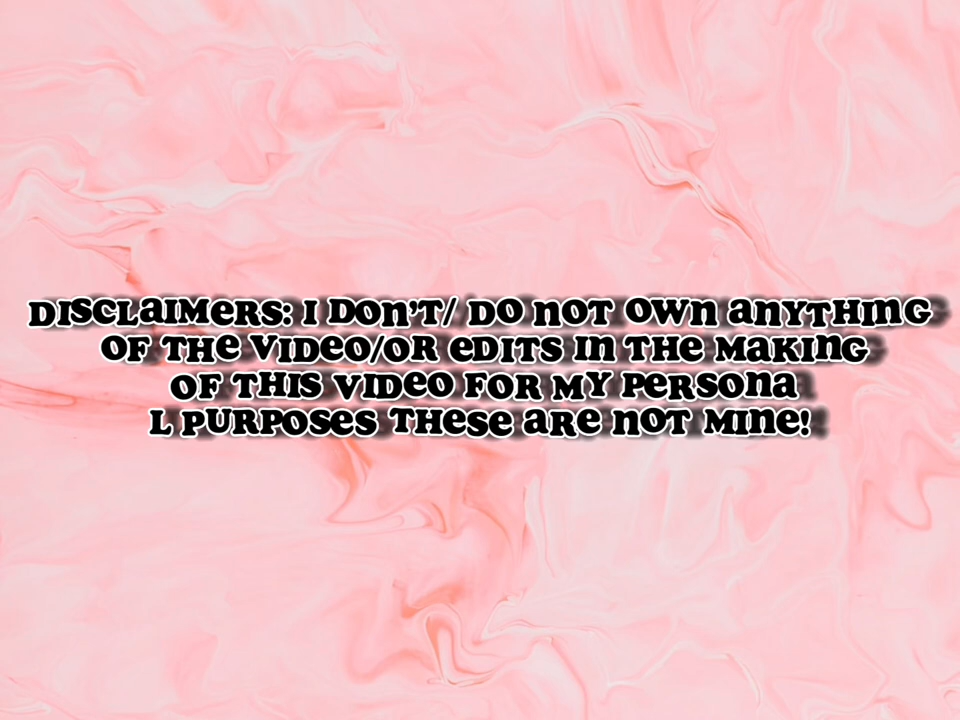 DISCLaIMeRS: I DOn'T/ DO nOT OWn anYTHInG
OF THe VIDeO/OR eDITS In THe MaKInG
OF THIS VIDeO FOR MY PeRSOna
L PURPOSeS THeSe aRe nOT MIne!